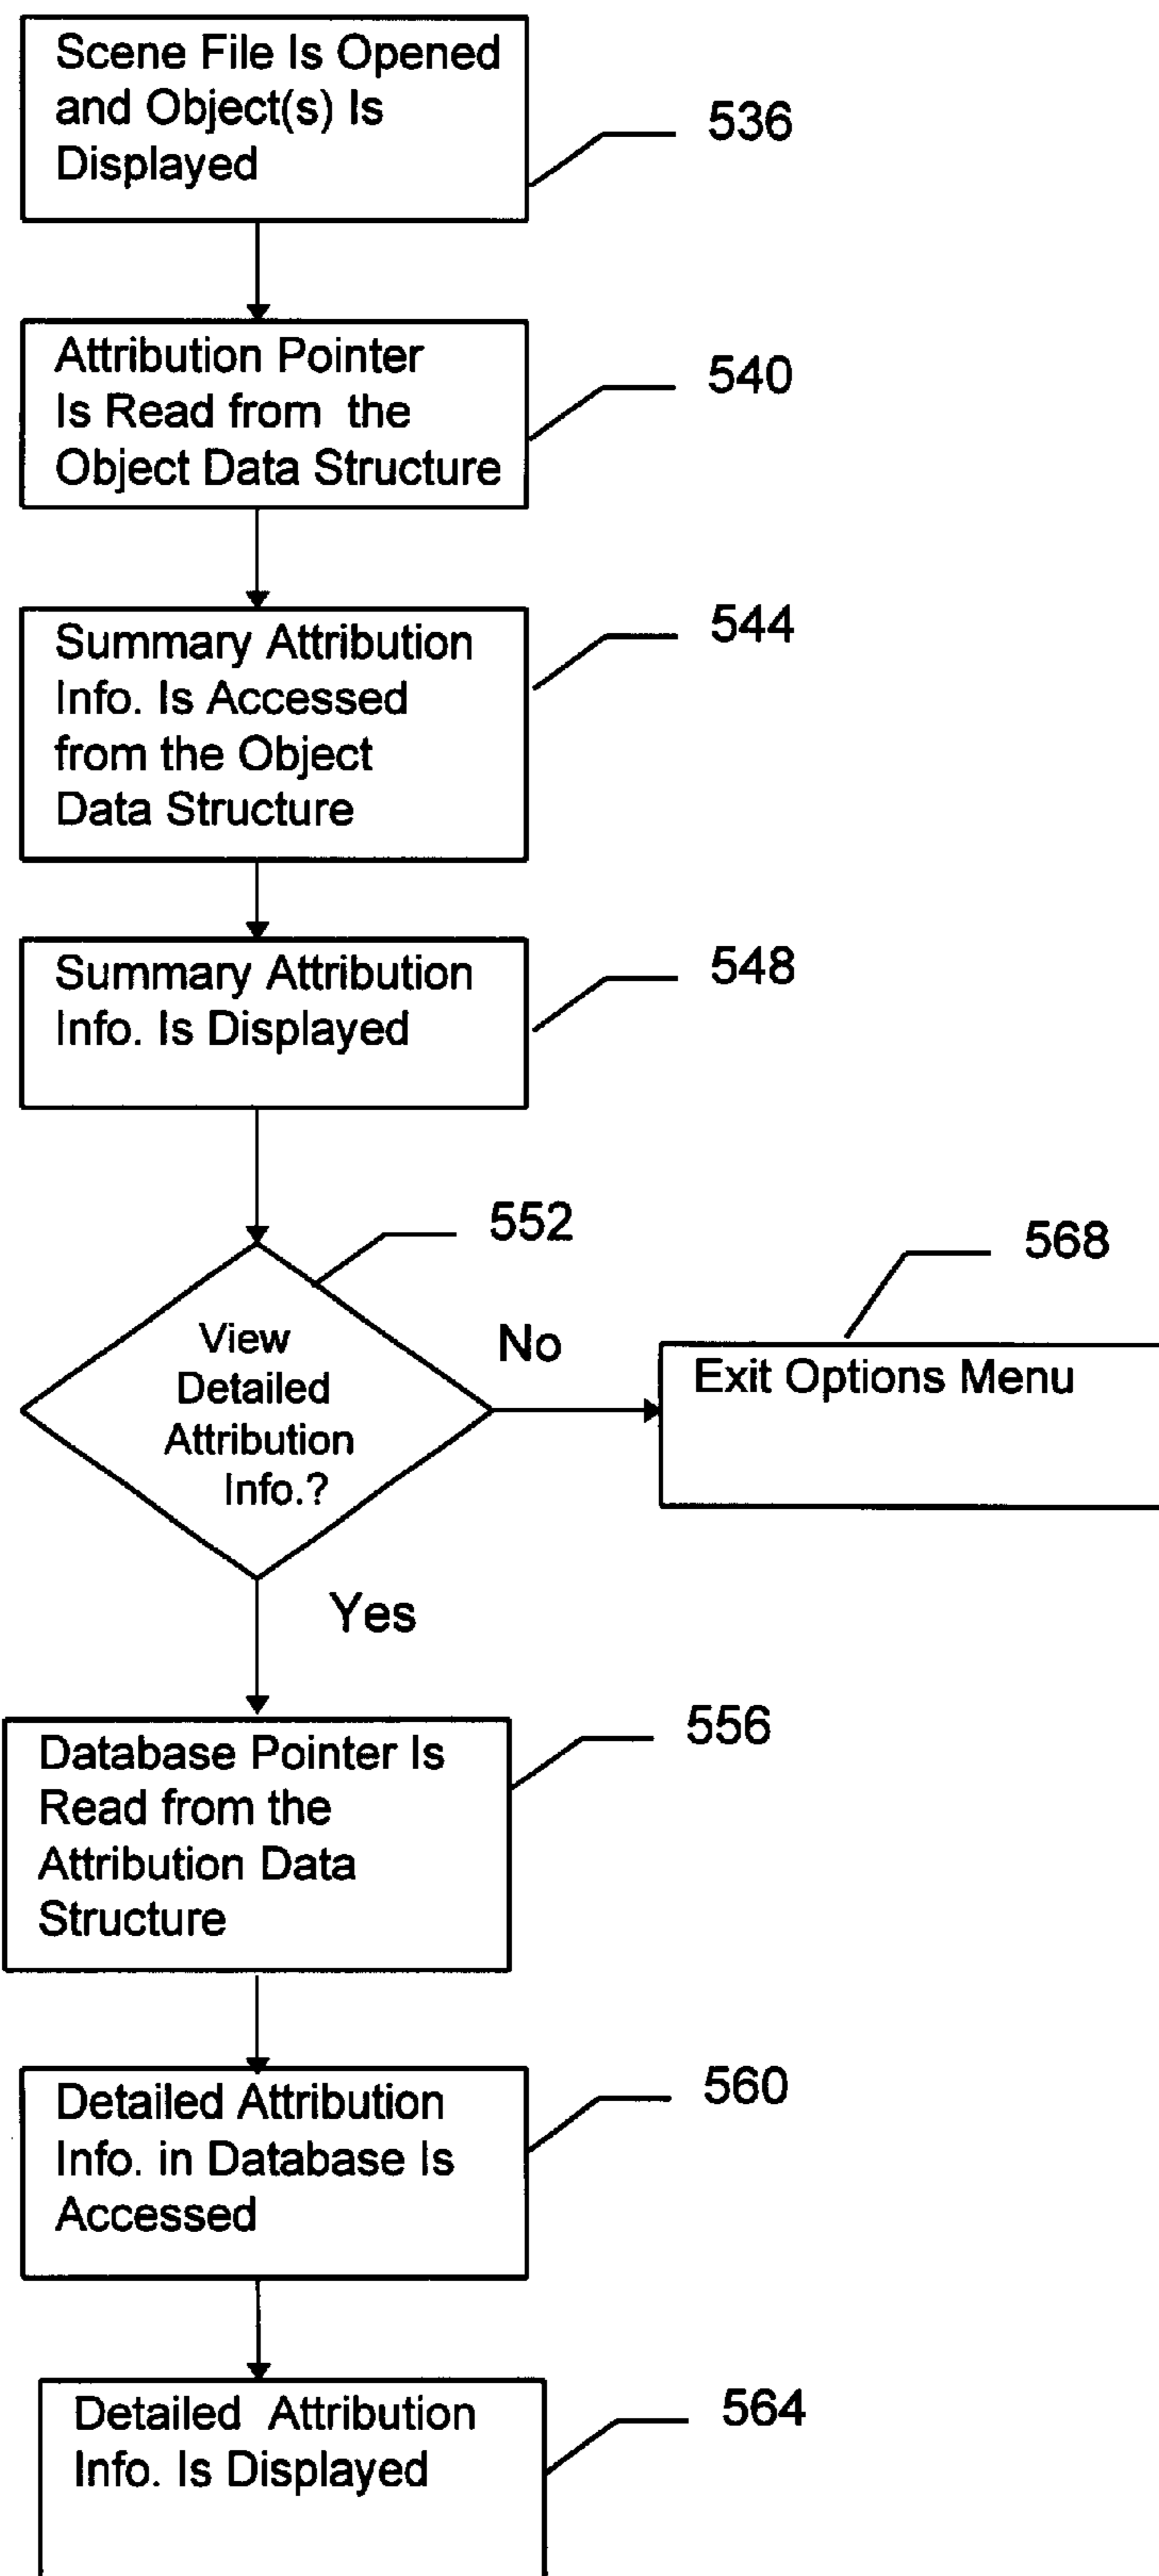 Scene File Is Opened
and Object(s) Is
Displayed
536
Attribution Pointer
Is Read from the
Object Data Structure
540
Summary Attribution
Info. Is Accessed
from the Object
Data Structure
544
Summary Attribution
Info. Is Displayed
548
552
View
Detailed
Attribution
Info.?
No
568
Exit Options Menu
Yes
Database Pointer Is
Read from the
Attribution Data
Structure
556
Detailed Attribution
Info. in Database Is
Accessed
560
Detailed Attribution
Info. Is Displayed
564